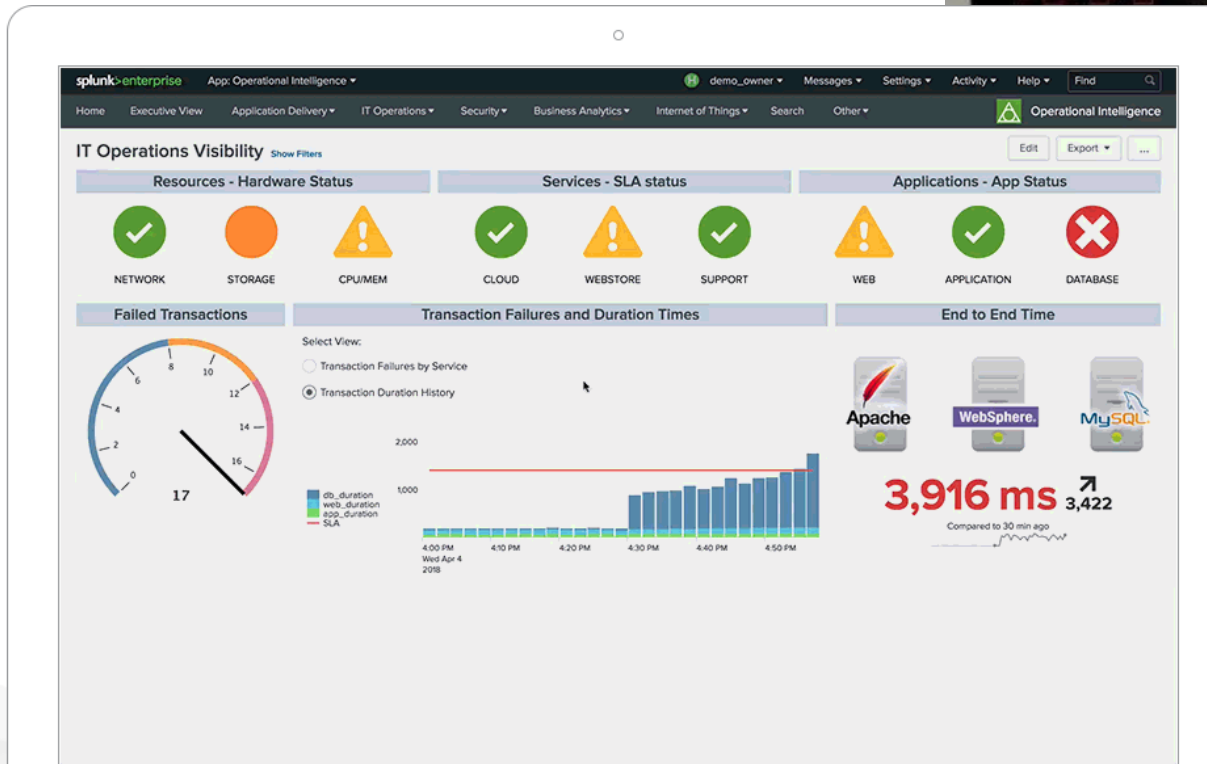 splunk>enterprise App: Operational Intelligence demo_owner Messages Settings Activity Help Find
Home Executive View Application Delivery IT Operations Security Business Analytics Internet of Things Search Other Operational Intelligence
IT Operations Visibility Show Filters Edit Export ...
Resources - Hardware Status Services - SLA status Applications - App Status
NETWORK STORAGE CPU/MEM CLOUD WEBSTORE SUPPORT WEB APPLICATION DATABASE
Failed Transactions Transaction Failures and Duration Times End to End Time
0 2 4 6 8 10 12 14 16
17
Select View:
Transaction Failures by Service
Transaction Duration History
2,000
1,000
db_duration
web_duration
app_duration
SLA
4:00 PM 4:10 PM 4:20 PM 4:30 PM 4:40 PM 4:50 PM
Wed Apr 4
2018
Apache WebSphere. MySQL.
3,916 ms 3,422
Compared to 30 min ago